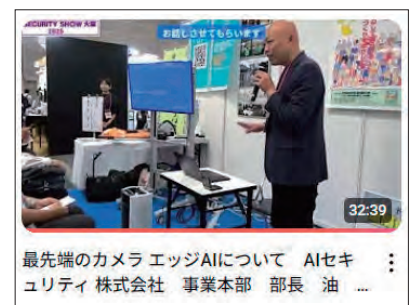 SECURITY SHOW 大阪
2025
お話しさせてもらいます
32:39
最先端のカメラ エッジAIについて AIセキ
ュリティ 株式会社 事業本部 部長 油 ...